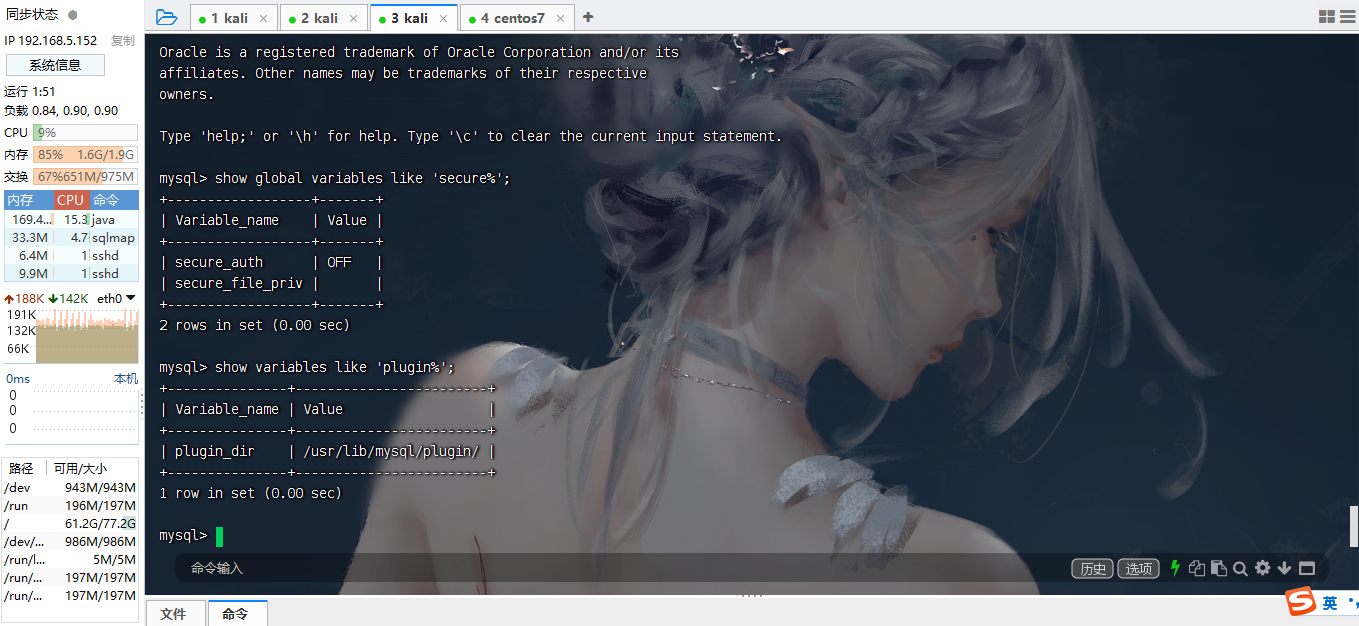 同步状态
IP 192.168.5.152 复制
系统信息
运行 1:51
负载 0.84, 0.90, 0.90
CPU 9%
内存 85% 1.6G/1.9G
交换 67% 651M/975M
内存 CPU 命令
169.4... 15.3 java
33.3M 4.7 sqlmap
6.4M 1 sshd
9.9M 1 sshd
188K 142K eth0
191K
132K
66K
0ms 本机
0
0
0
路径 可用/大小
/dev 943M/943M
/run 196M/197M
/ 61.2G/77.2G
/dev/... 986M/986M
/run/l... 5M/5M
/run/... 197M/197M
/run/... 197M/197M
1 kali 2 kali 3 kali 4 centos7
Oracle is a registered trademark of Oracle Corporation and/or its
affiliates. Other names may be trademarks of their respective
owners.
Type 'help;' or '\h' for help. Type '\c' to clear the current input statement.
mysql> show global variables like 'secure%';
+------------------+-------+
| Variable_name    | Value |
+------------------+-------+
| secure_auth      | OFF   |
| secure_file_priv |       |
+------------------+-------+
2 rows in set (0.00 sec)
mysql> show variables like 'plugin%';
+---------------+------------------------+
| Variable_name | Value                  |
+---------------+------------------------+
| plugin_dir    | /usr/lib/mysql/plugin/ |
+---------------+------------------------+
1 row in set (0.00 sec)
mysql>
命令输入 历史 选项
文件 命令
S 英